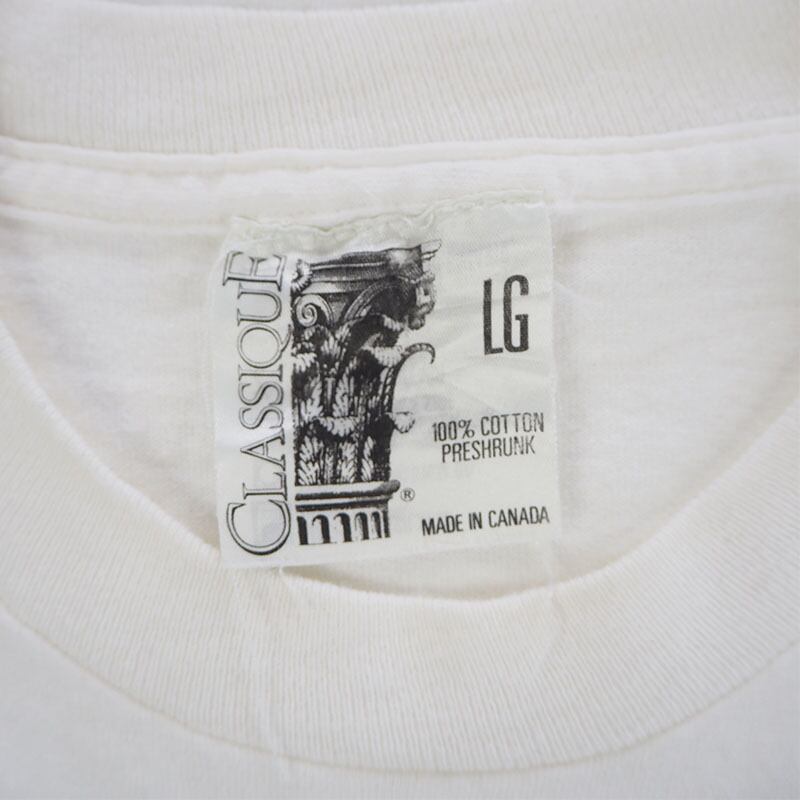 CLASSIQUE
®
LG
100% COTTON
PRESHRUNK
MADE IN CANADA